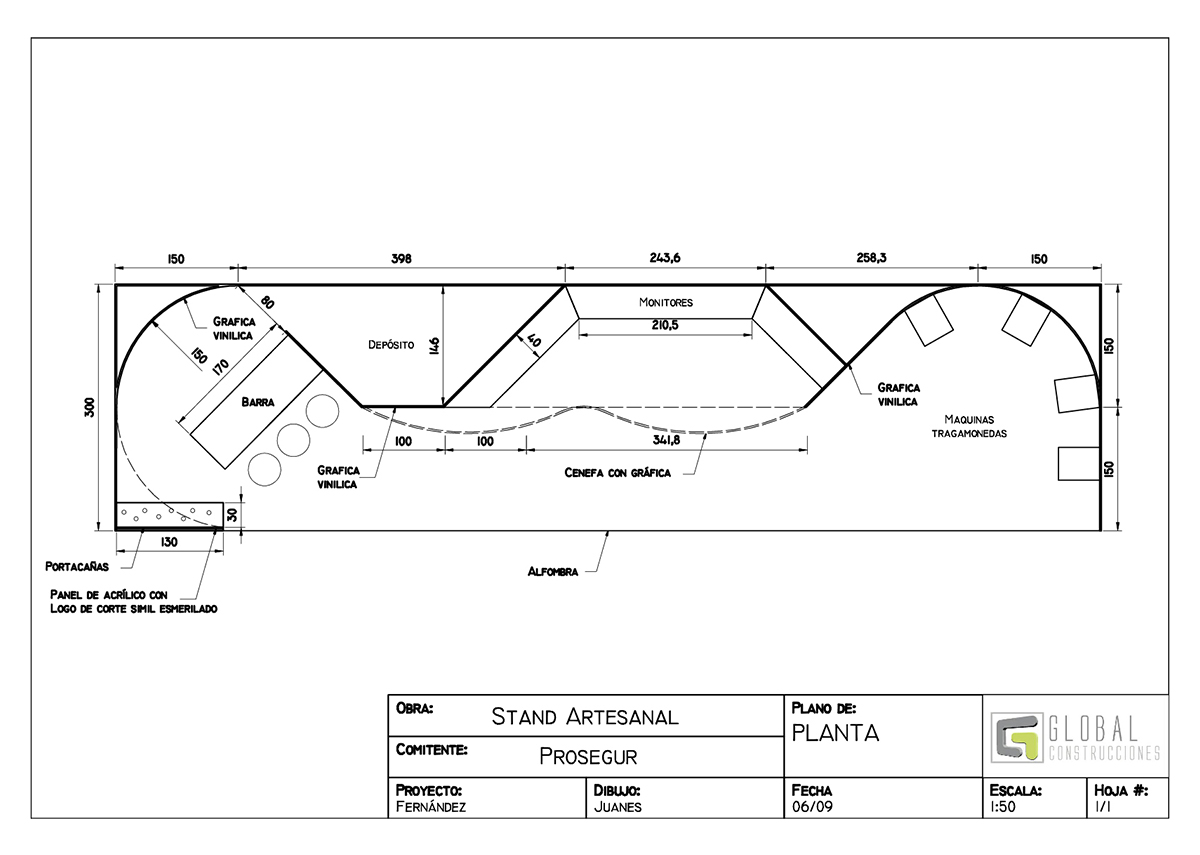 150
398
243,6
258,3
150
80
GRAFICA
VINILICA
MONITORES
210,5
DEPÓSITO
146
40
150
150
170
300
BARRA
GRAFICA
VINILICA
MAQUINAS
TRAGAMONEDAS
100
100
341,8
GRAFICA
VINILICA
CENEFA CON GRÁFICA
150
30
130
PORTACAÑAS
ALFOMBRA
PANEL DE ACRÍLICO CON
LOGO DE CORTE SIMIL ESMERILADO
OBRA:
STAND ARTESANAL
PLANO DE:
PLANTA
COMITENTE:
PROSEGUR
GLOBAL
CONSTRUCCIONES
PROYECTO:
FERNÁNDEZ
DIBUJO:
JUANES
FECHA
06/09
ESCALA:
1:50
HOJA #:
1/1